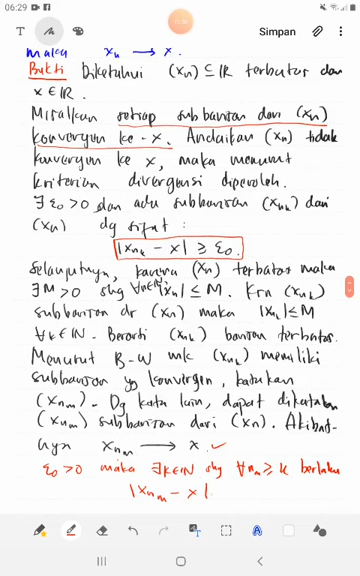 06:29
54%
Simpan
maka xₙ → x.
Bukti Diketahui (xₙ) ⊆ ℝ terbatas dan
x ∈ ℝ.
Misalkan setiap subbarisan dari (xₙ)
konvergen ke x. Andaikan (xₙ) tidak
konvergen ke x, maka menurut
kriteria divergensi diperoleh
∃ ε₀ > 0 dan ada subbarisan (xₙₖ) dari
(xₙ) dg sifat :
|xₙₖ - x| ≥ ε₀.
Selanjutnya, karena (xₙ) terbatas maka
∃ M > 0 shg ∀n∈ℕ |xₙ| ≤ M. Krn (xₙₖ)
subbarisan dr (xₙ) maka |xₙₖ| ≤ M
∀k ∈ ℕ. Berarti (xₙₖ) barisan terbatas.
Menurut B-W mk (xₙₖ) memiliki
subbarisan yg konvergen, katakan
(xₙₘ). Dg kata lain, dapat dikatakan
(xₙₘ) subbarisan dari (xₙ). Akibat-
nya xₙₘ → x. ✓
ε₀ > 0 maka ∃ K∈ℕ shg ∀ nₘ ≥ K berlaku
|xₙₘ - x|